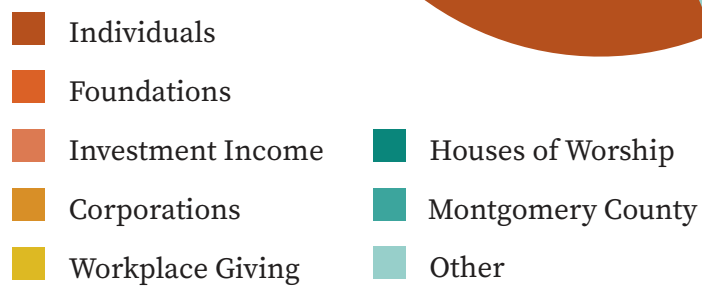 Individuals
Foundations
Investment Income
Corporations
Workplace Giving
Houses of Worship
Montgomery County
Other